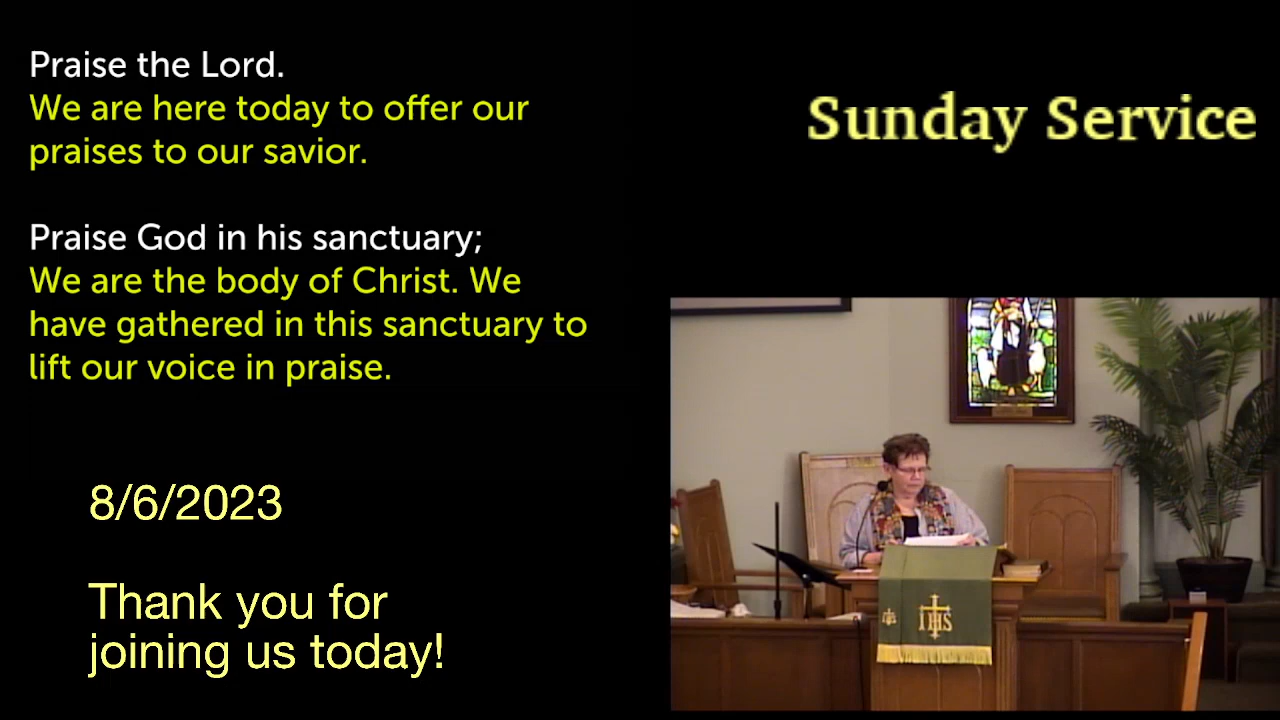 Praise the Lord.
We are here today to offer our
praises to our savior.
Praise God in his sanctuary;
We are the body of Christ. We
have gathered in this sanctuary to
lift our voice in praise.
8/6/2023
Thank you for
joining us today!
Sunday Service
IHS